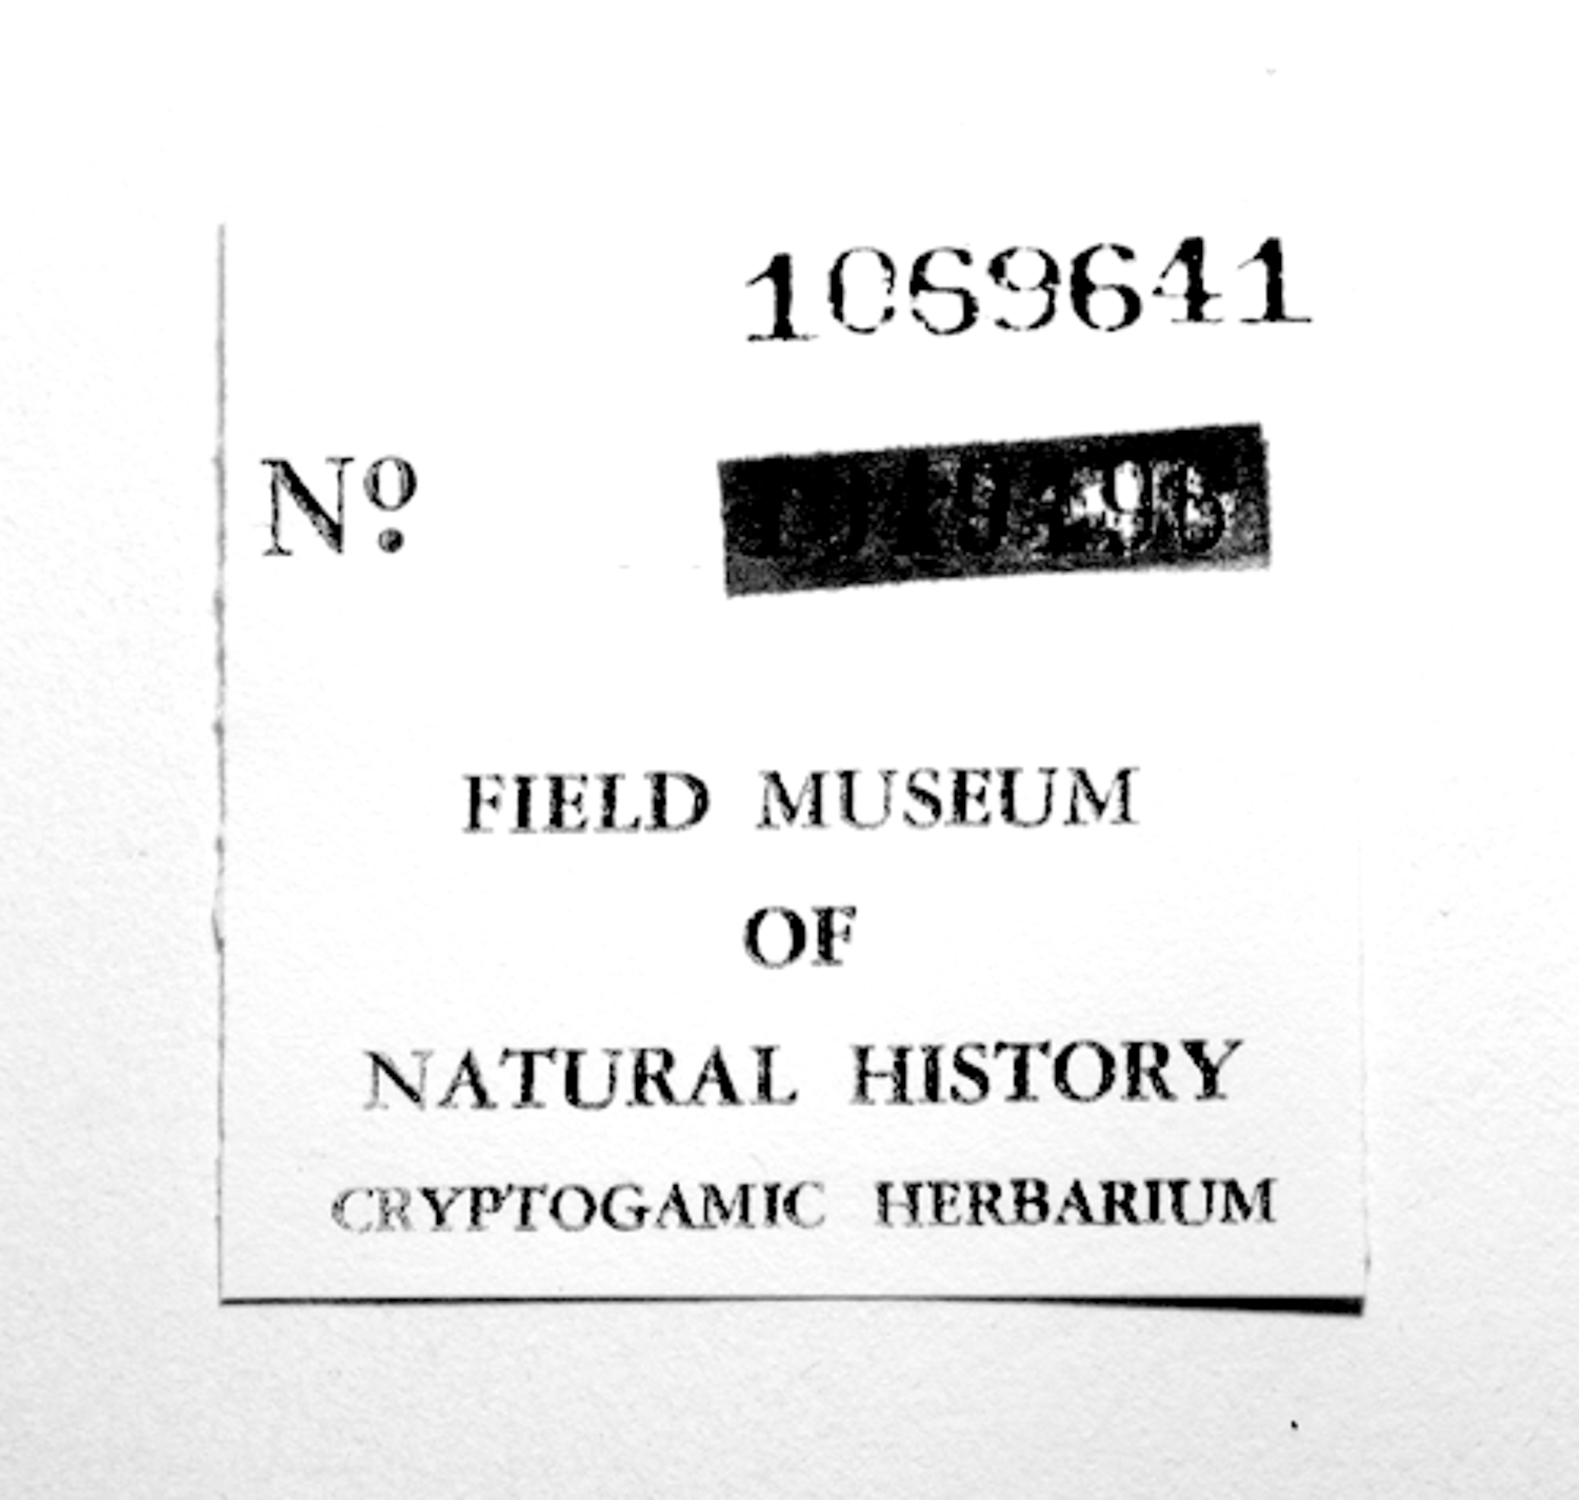 1069641
Nº
FIELD MUSEUM
OF
NATURAL HISTORY
CRYPTOGAMIC HERBARIUM